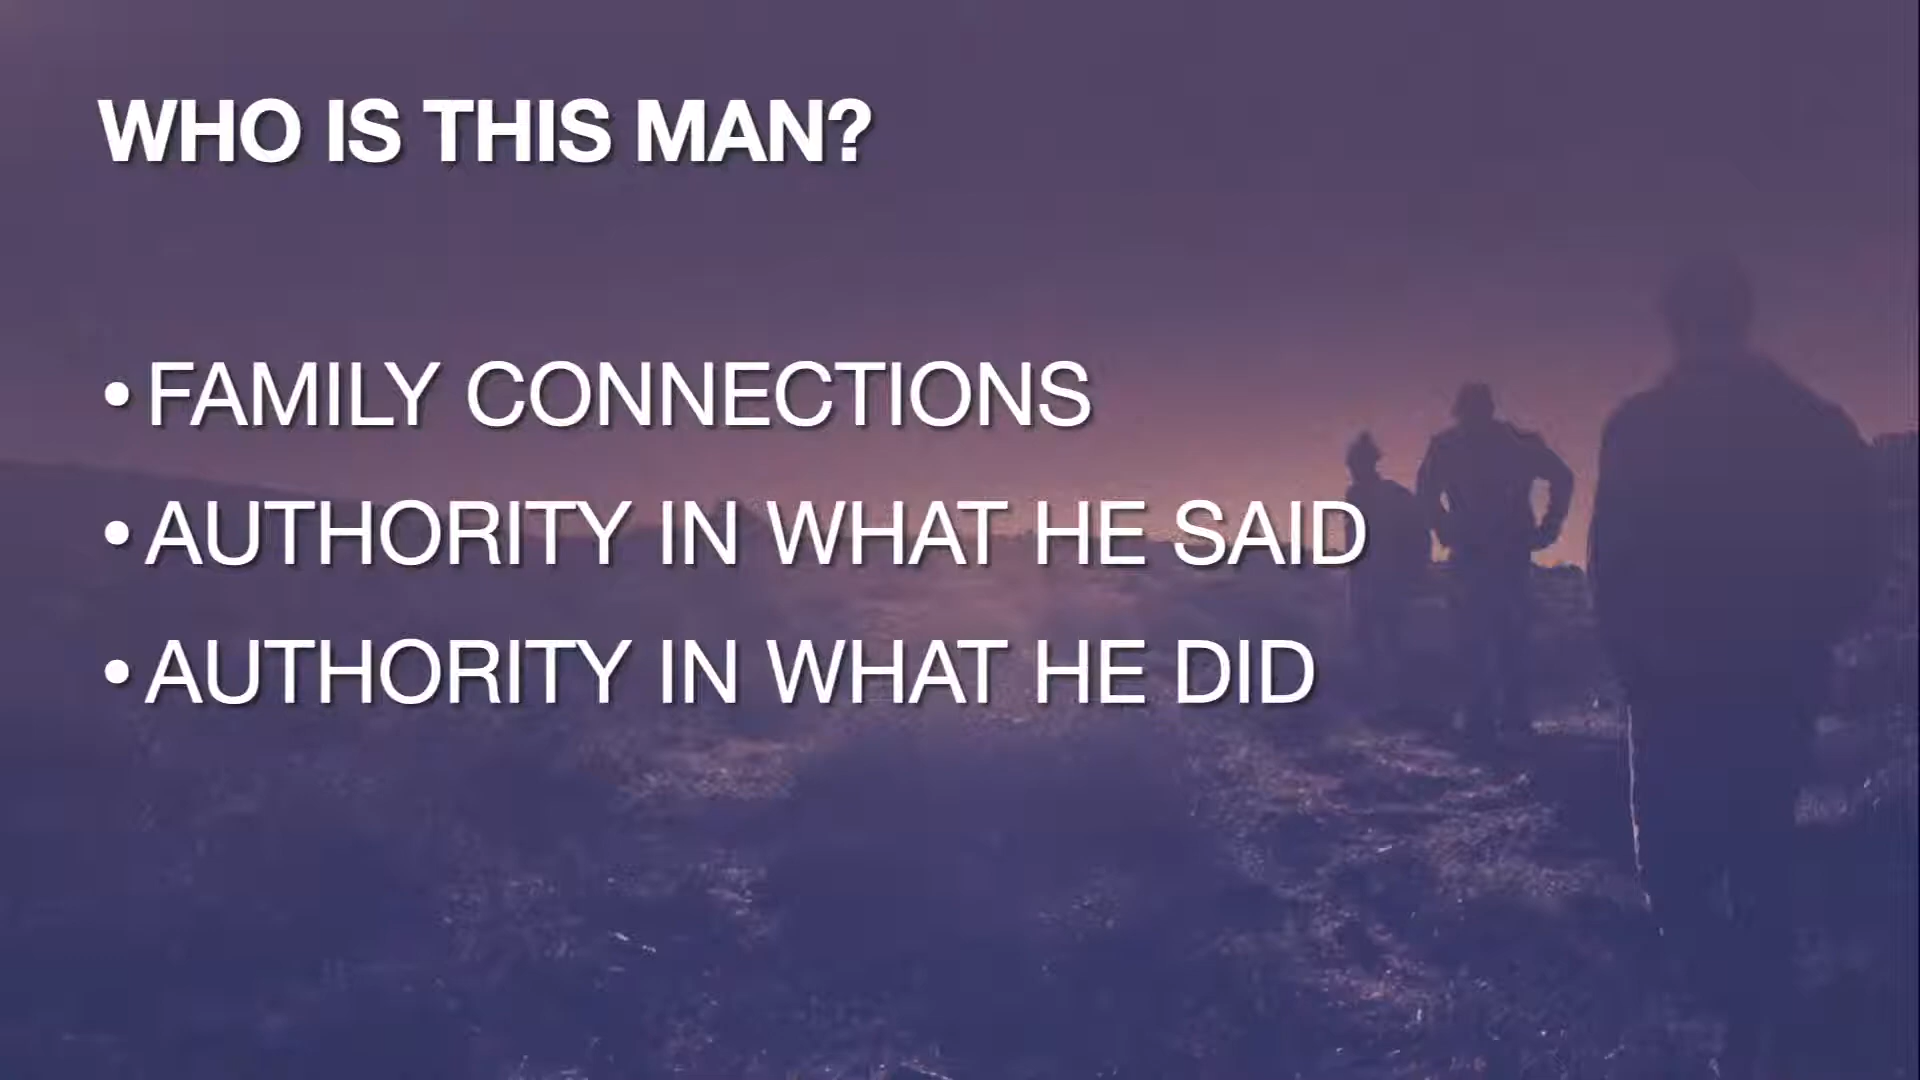 WHO IS THIS MAN?
• FAMILY CONNECTIONS
• AUTHORITY IN WHAT HE SAID
• AUTHORITY IN WHAT HE DID